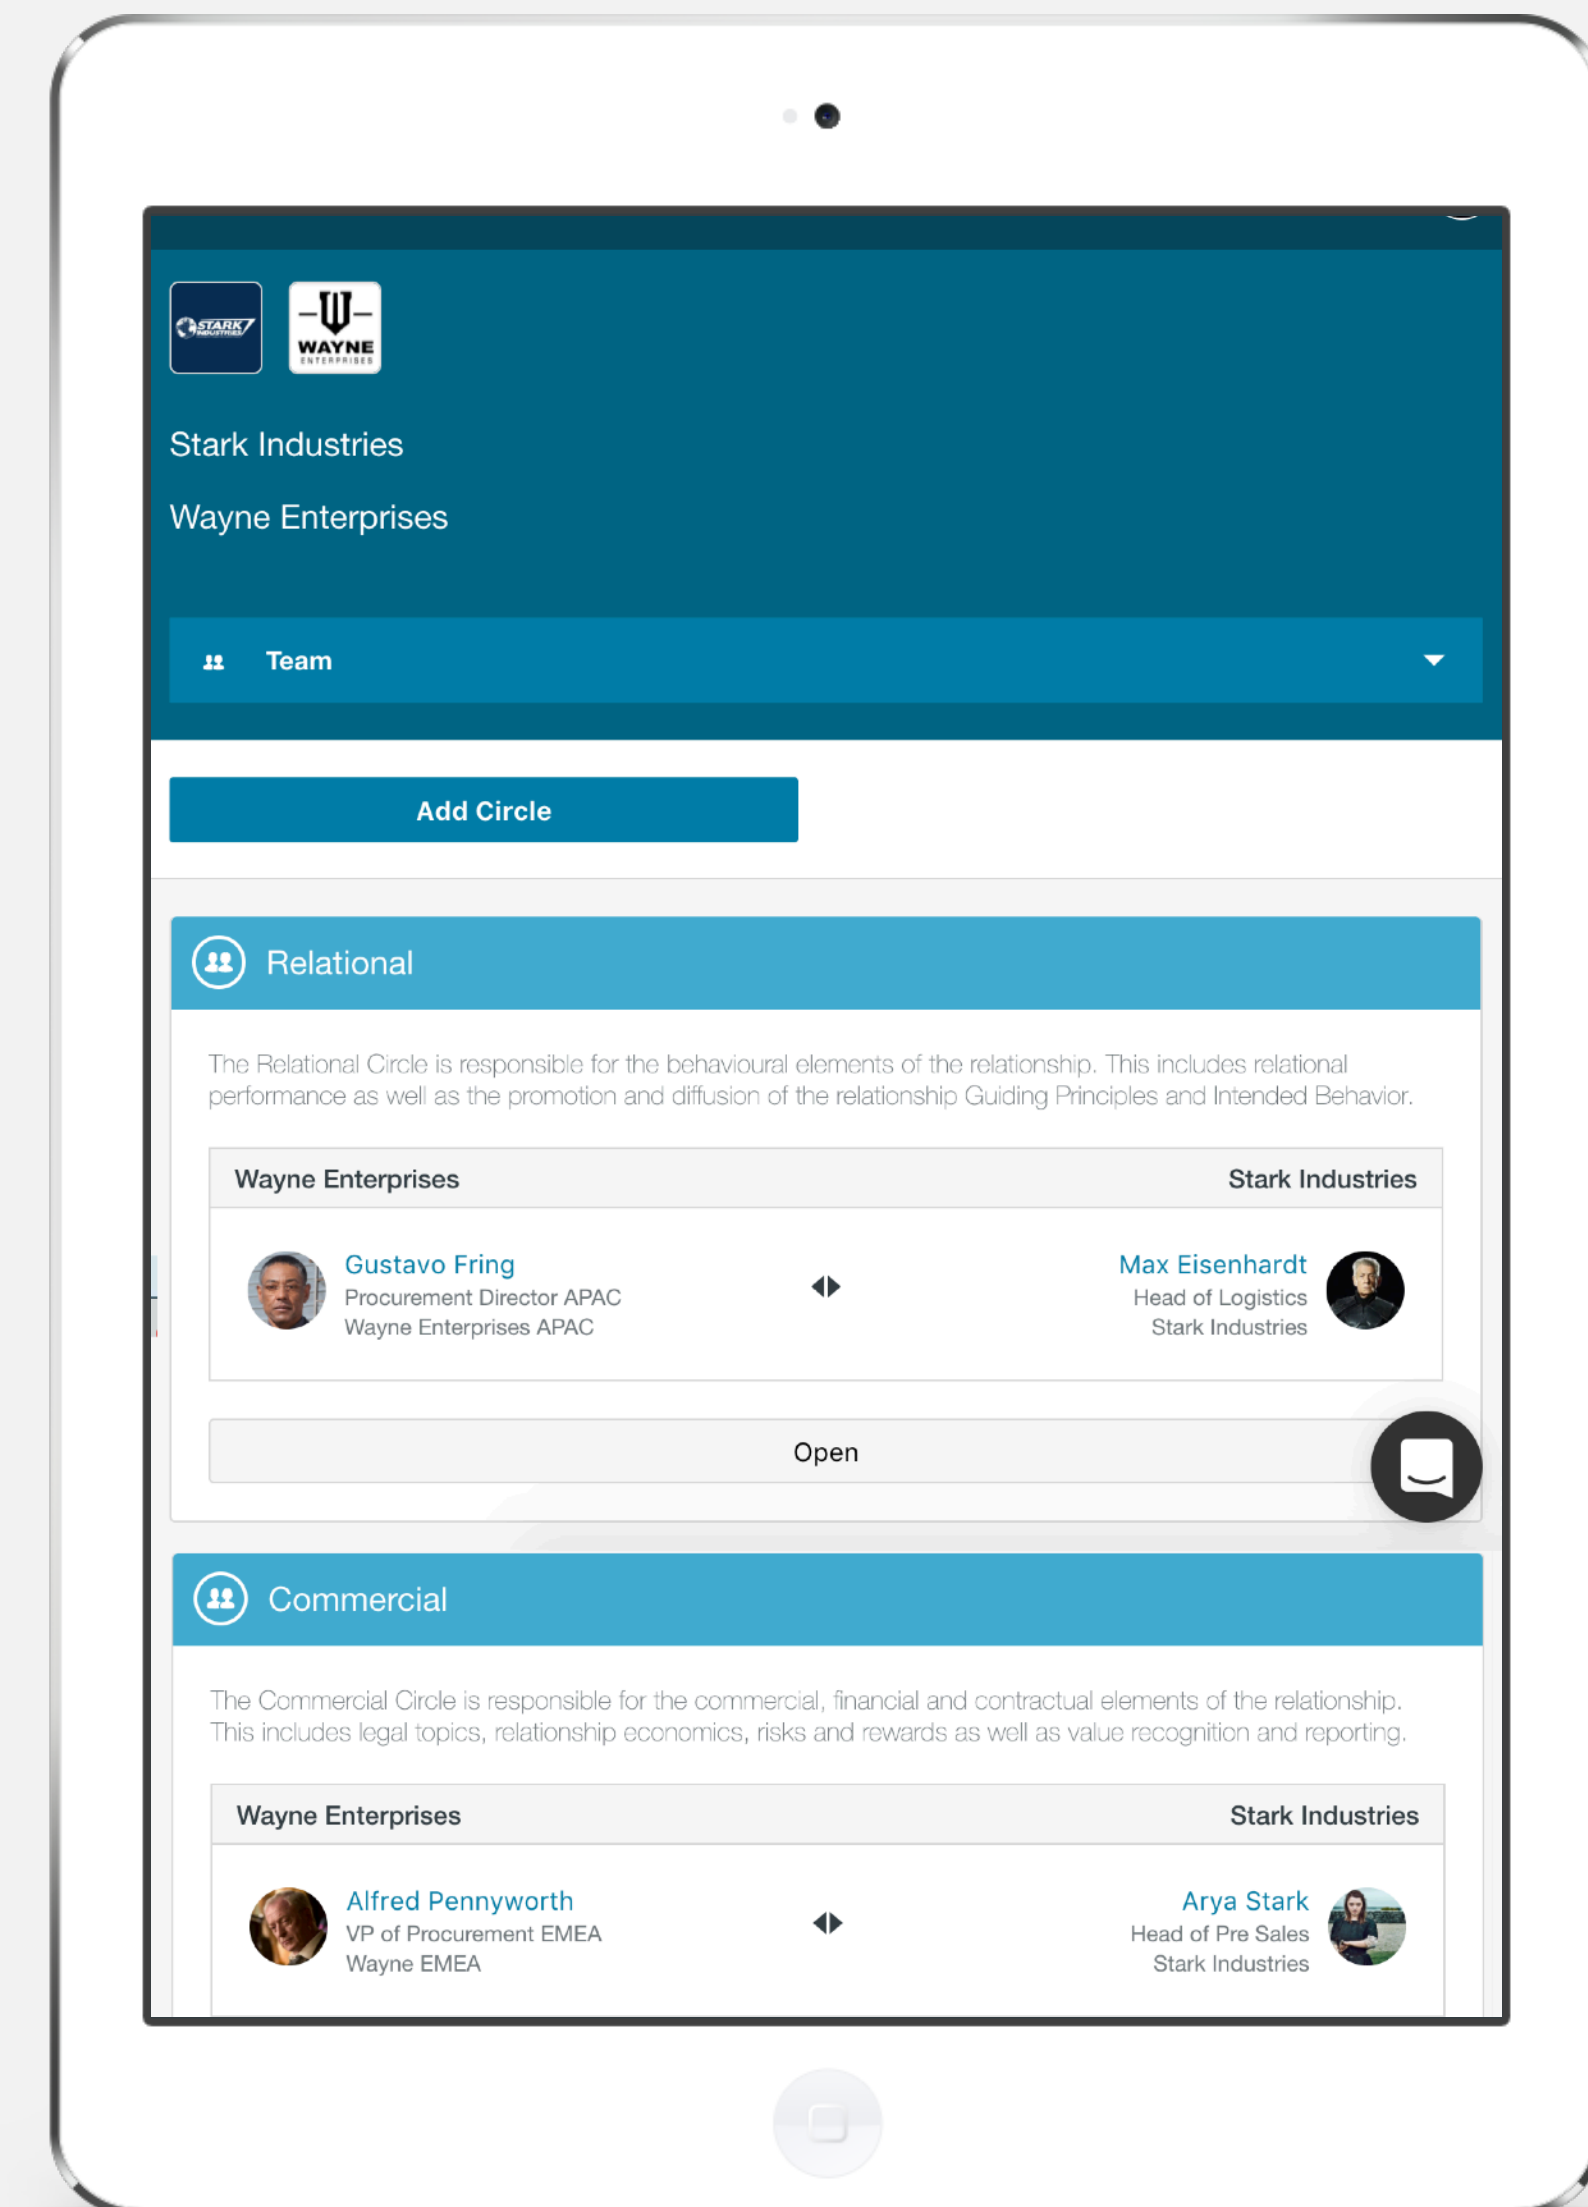 STARK
INDUSTRIES
WAYNE
ENTERPRISES
Stark Industries
Wayne Enterprises
Team
Add Circle
Relational
The Relational Circle is responsible for the behavioural elements of the relationship. This includes relational
performance as well as the promotion and diffusion of the relationship Guiding Principles and Intended Behavior.
Wayne Enterprises Stark Industries
Gustavo Fring Max Eisenhardt
Procurement Director APAC Head of Logistics
Wayne Enterprises APAC Stark Industries
Open
Commercial
The Commercial Circle is responsible for the commercial, financial and contractual elements of the relationship.
This includes legal topics, relationship economics, risks and rewards as well as value recognition and reporting.
Wayne Enterprises Stark Industries
Alfred Pennyworth Arya Stark
VP of Procurement EMEA Head of Pre Sales
Wayne EMEA Stark Industries